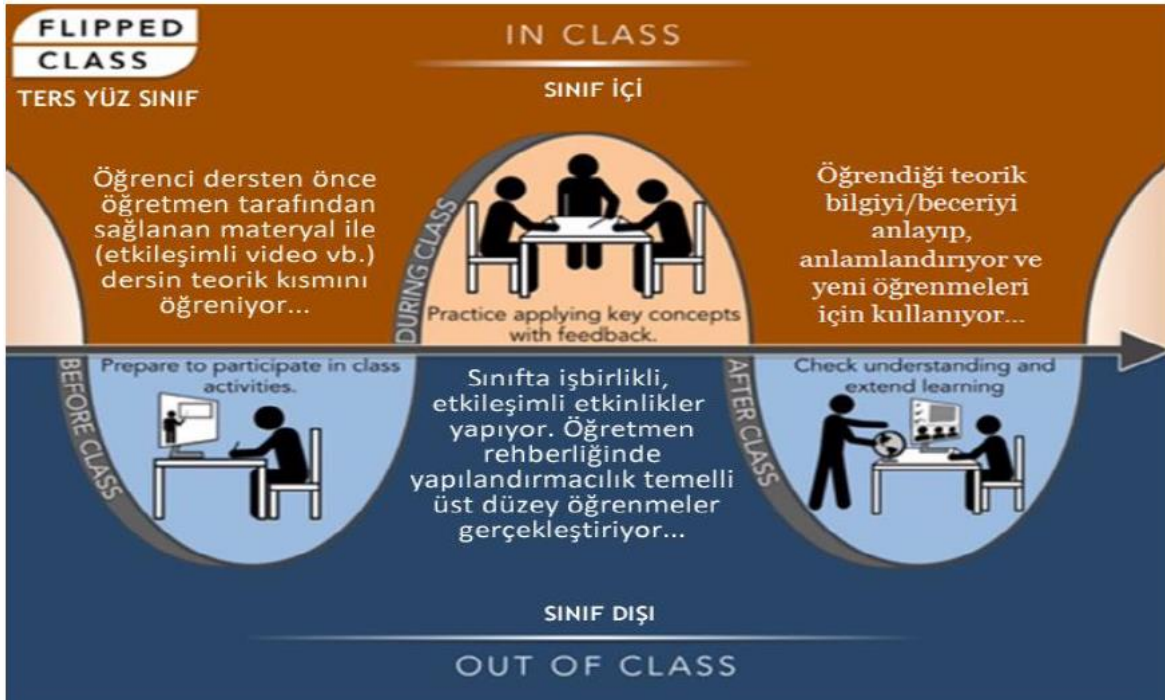 FLIPPED
CLASS
TERS YÜZ SINIF
IN CLASS
SINIF İÇİ
Öğrenci dersten önce
öğretmen tarafından
sağlanan materyal ile
(etkileşimli video vb.)
dersin teorik kısmını
öğreniyor...
DURING CLASS
Practice applying key concepts
with feedback.
Öğrendiği teorik
bilgiyi/beceriyi
anlayıp,
anlamlandırıyor ve
yeni öğrenmeleri
için kullanıyor...
BEFORE CLASS
Prepare to participate in class
activities.
Sınıfta işbirlikli,
etkileşimli etkinlikler
yapıyor. Öğretmen
rehberliğinde
yapılandırmacılık temelli
üst düzey öğrenmeler
gerçekleştiriyor...
AFTER CLASS
Check understanding and
extend learning
SINIF DIŞI
OUT OF CLASS